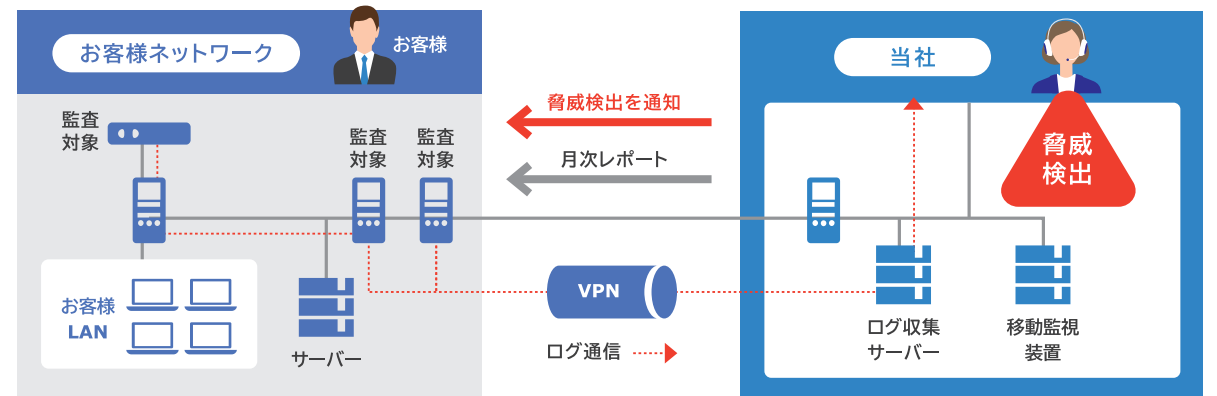 お客様ネットワーク
お客様
監査
対象
監査
対象
監査
対象
お客様
LAN
サーバー
脅威検出を通知
月次レポート
VPN
ログ通信
当社
脅威
検出
ログ収集
サーバー
移動監視
装置